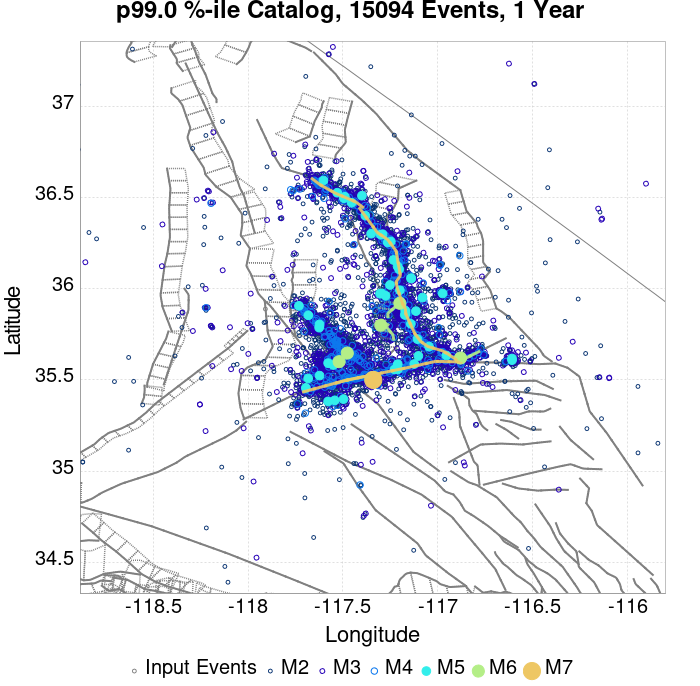 p99.0 %-ile Catalog, 15094 Events, 1 Year
37
36.5
36
35.5
35
34.5
Latitude
-118.5 -118 -117.5 -117 -116.5 -116
Longitude
Input Events M2 M3 M4 M5 M6 M7